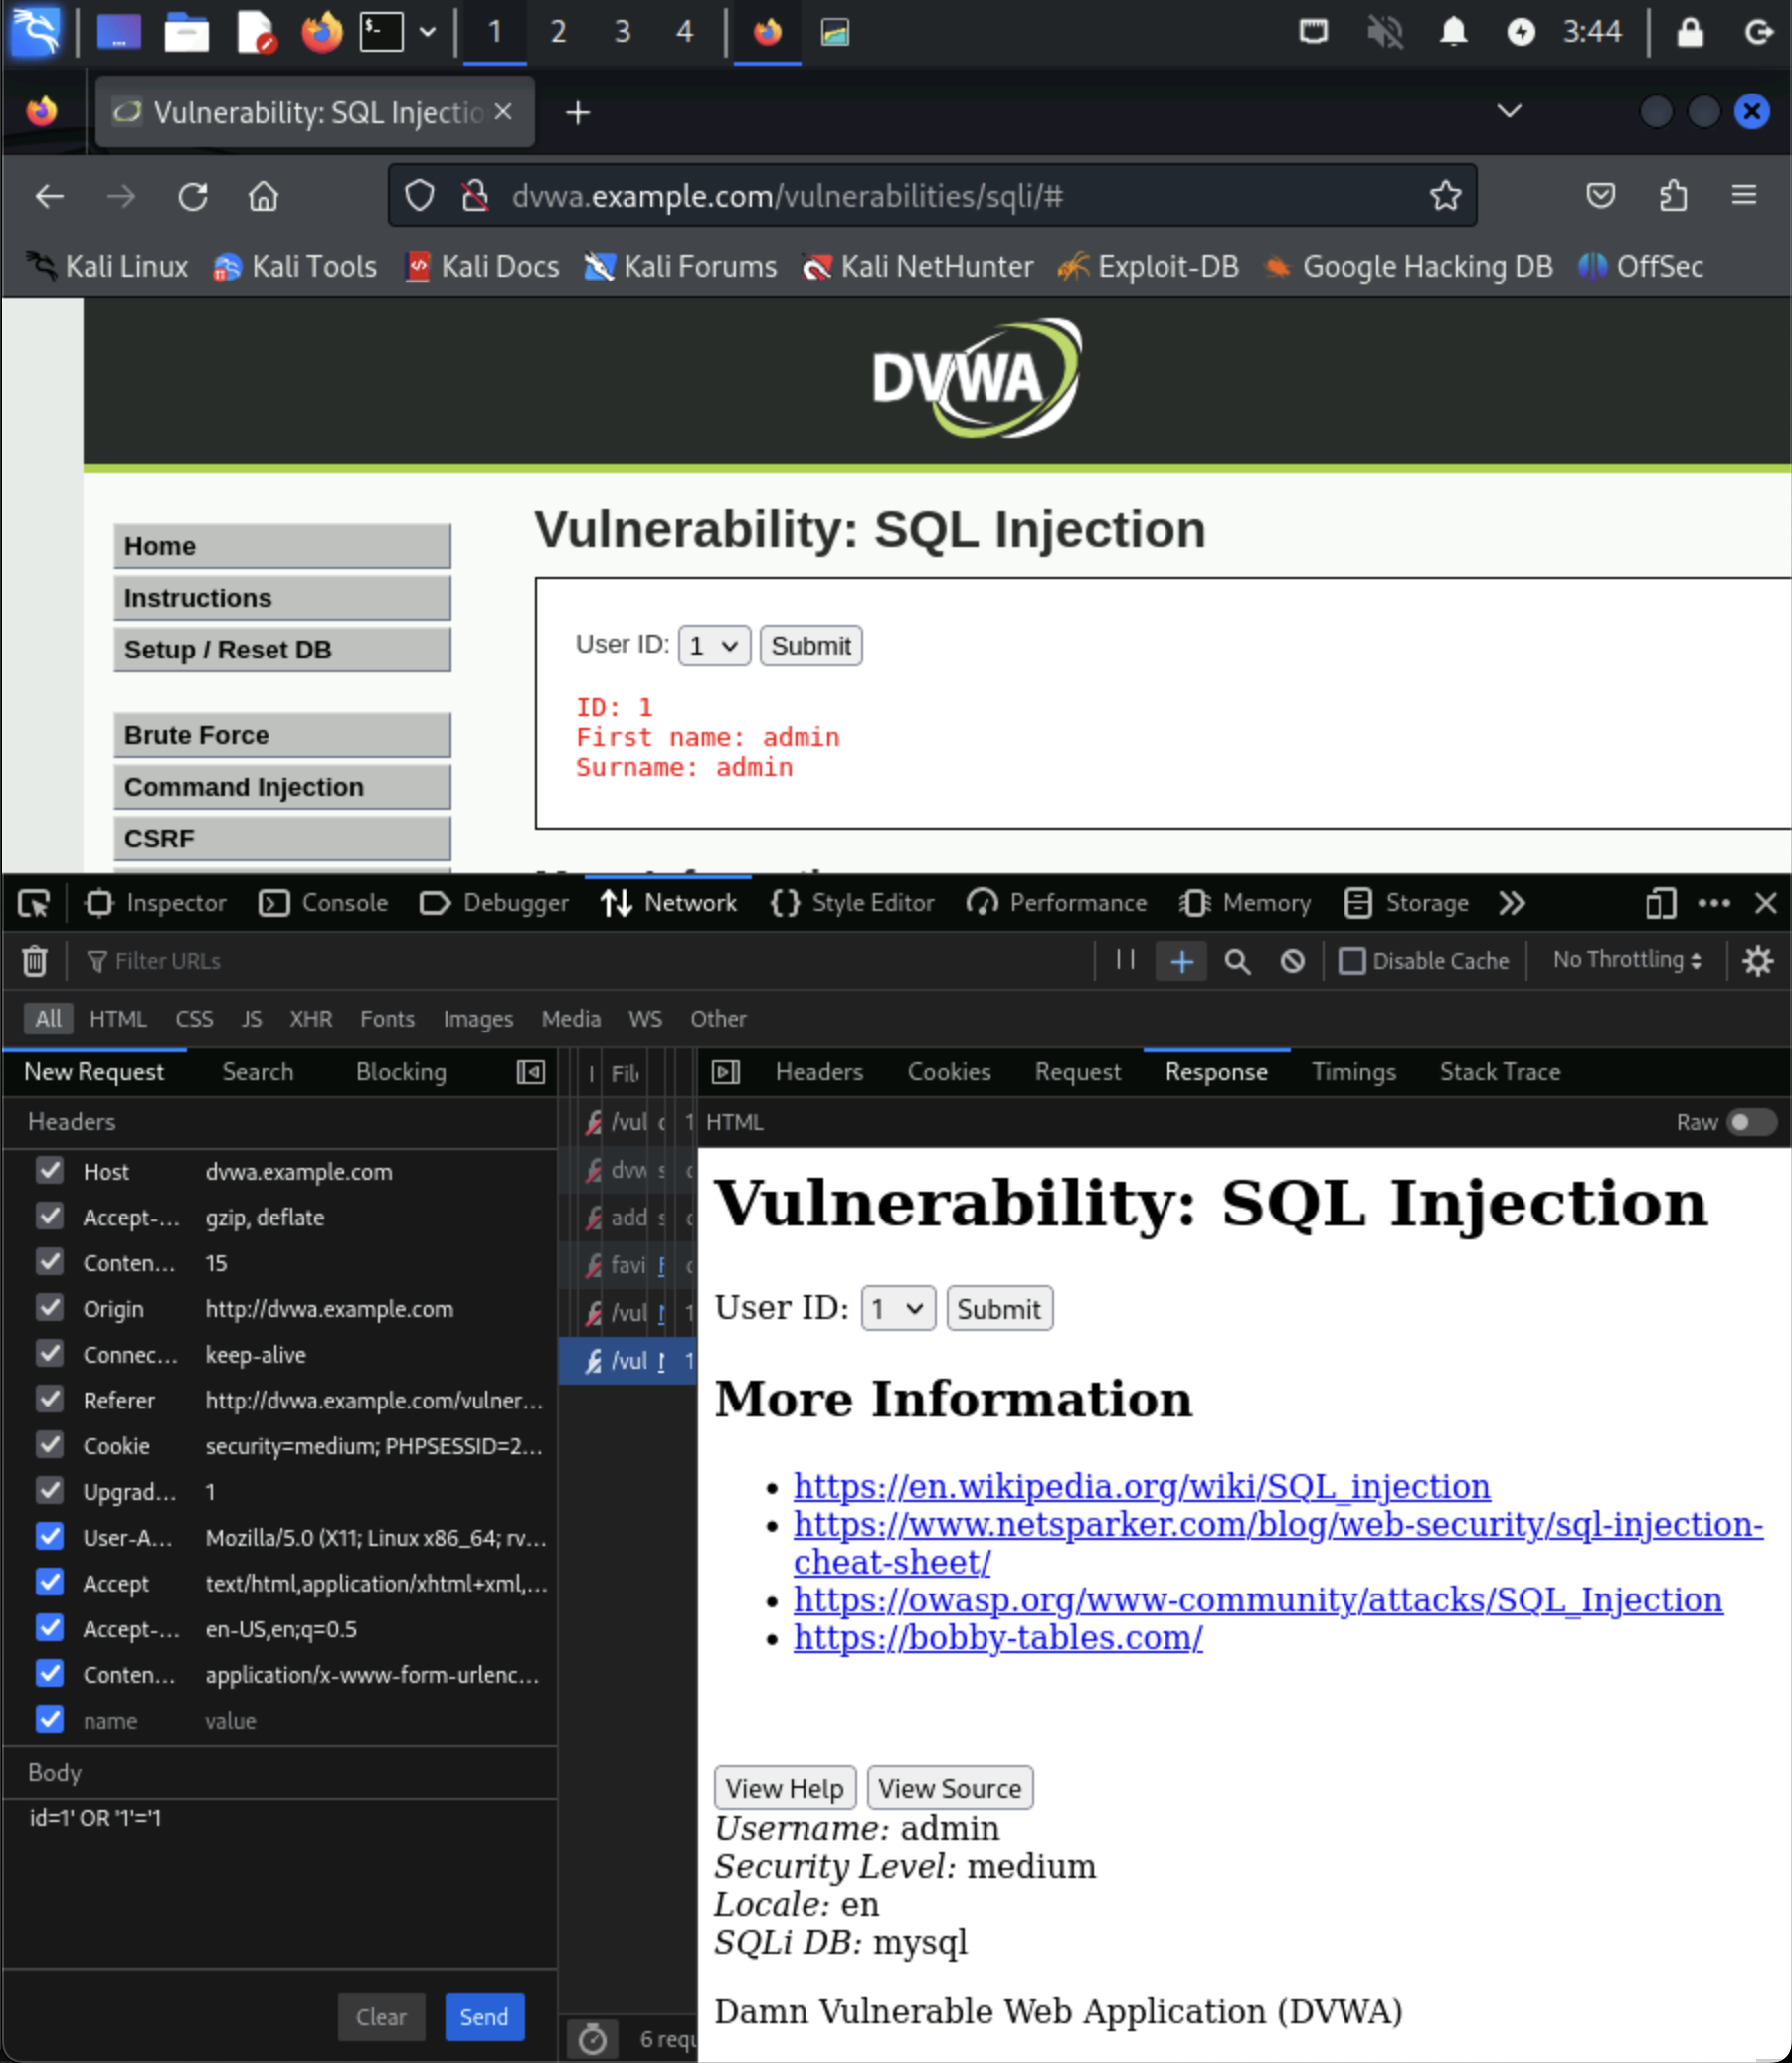 1 2 3 4 3:44
Vulnerability: SQL Injectio
dvwa.example.com/vulnerabilities/sqli/#
Kali Linux Kali Tools Kali Docs Kali Forums Kali NetHunter Exploit-DB Google Hacking DB OffSec
DVWA
Vulnerability: SQL Injection
Home
Instructions
Setup / Reset DB
Brute Force
Command Injection
CSRF
User ID: 1 Submit
ID: 1
First name: admin
Surname: admin
Inspector Console Debugger Network Style Editor Performance Memory Storage
Filter URLs Disable Cache No Throttling
All HTML CSS JS XHR Fonts Images Media WS Other
New Request Search Blocking
Headers
Host dvwa.example.com
Accept-... gzip, deflate
Conten... 15
Origin http://dvwa.example.com
Connec... keep-alive
Referer http://dvwa.example.com/vulner...
Cookie security=medium; PHPSESSID=2...
Upgrad... 1
User-A... Mozilla/5.0 (X11; Linux x86_64; rv...
Accept text/html,application/xhtml+xml,...
Accept-... en-US,en;q=0.5
Conten... application/x-www-form-urlenc...
name value
Body
id=1' OR '1'='1
Clear Send
/vul
dvw
add
favi
/vul
/vul
6 requ
Headers Cookies Request Response Timings Stack Trace
HTML Raw
Vulnerability: SQL Injection
User ID: 1 Submit
More Information
https://en.wikipedia.org/wiki/SQL_injection
https://www.netsparker.com/blog/web-security/sql-injection-
cheat-sheet/
https://owasp.org/www-community/attacks/SQL_Injection
https://bobby-tables.com/
View Help View Source
Username: admin
Security Level: medium
Locale: en
SQLi DB: mysql
Damn Vulnerable Web Application (DVWA)